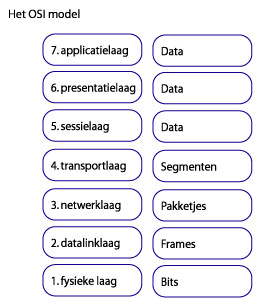 Het OSI model
7. applicatielaag Data
6. presentatielaag Data
5. sessielaag Data
4. transportlaag Segmenten
3. netwerklaag Pakketjes
2. datalinklaag Frames
1. fysieke laag Bits